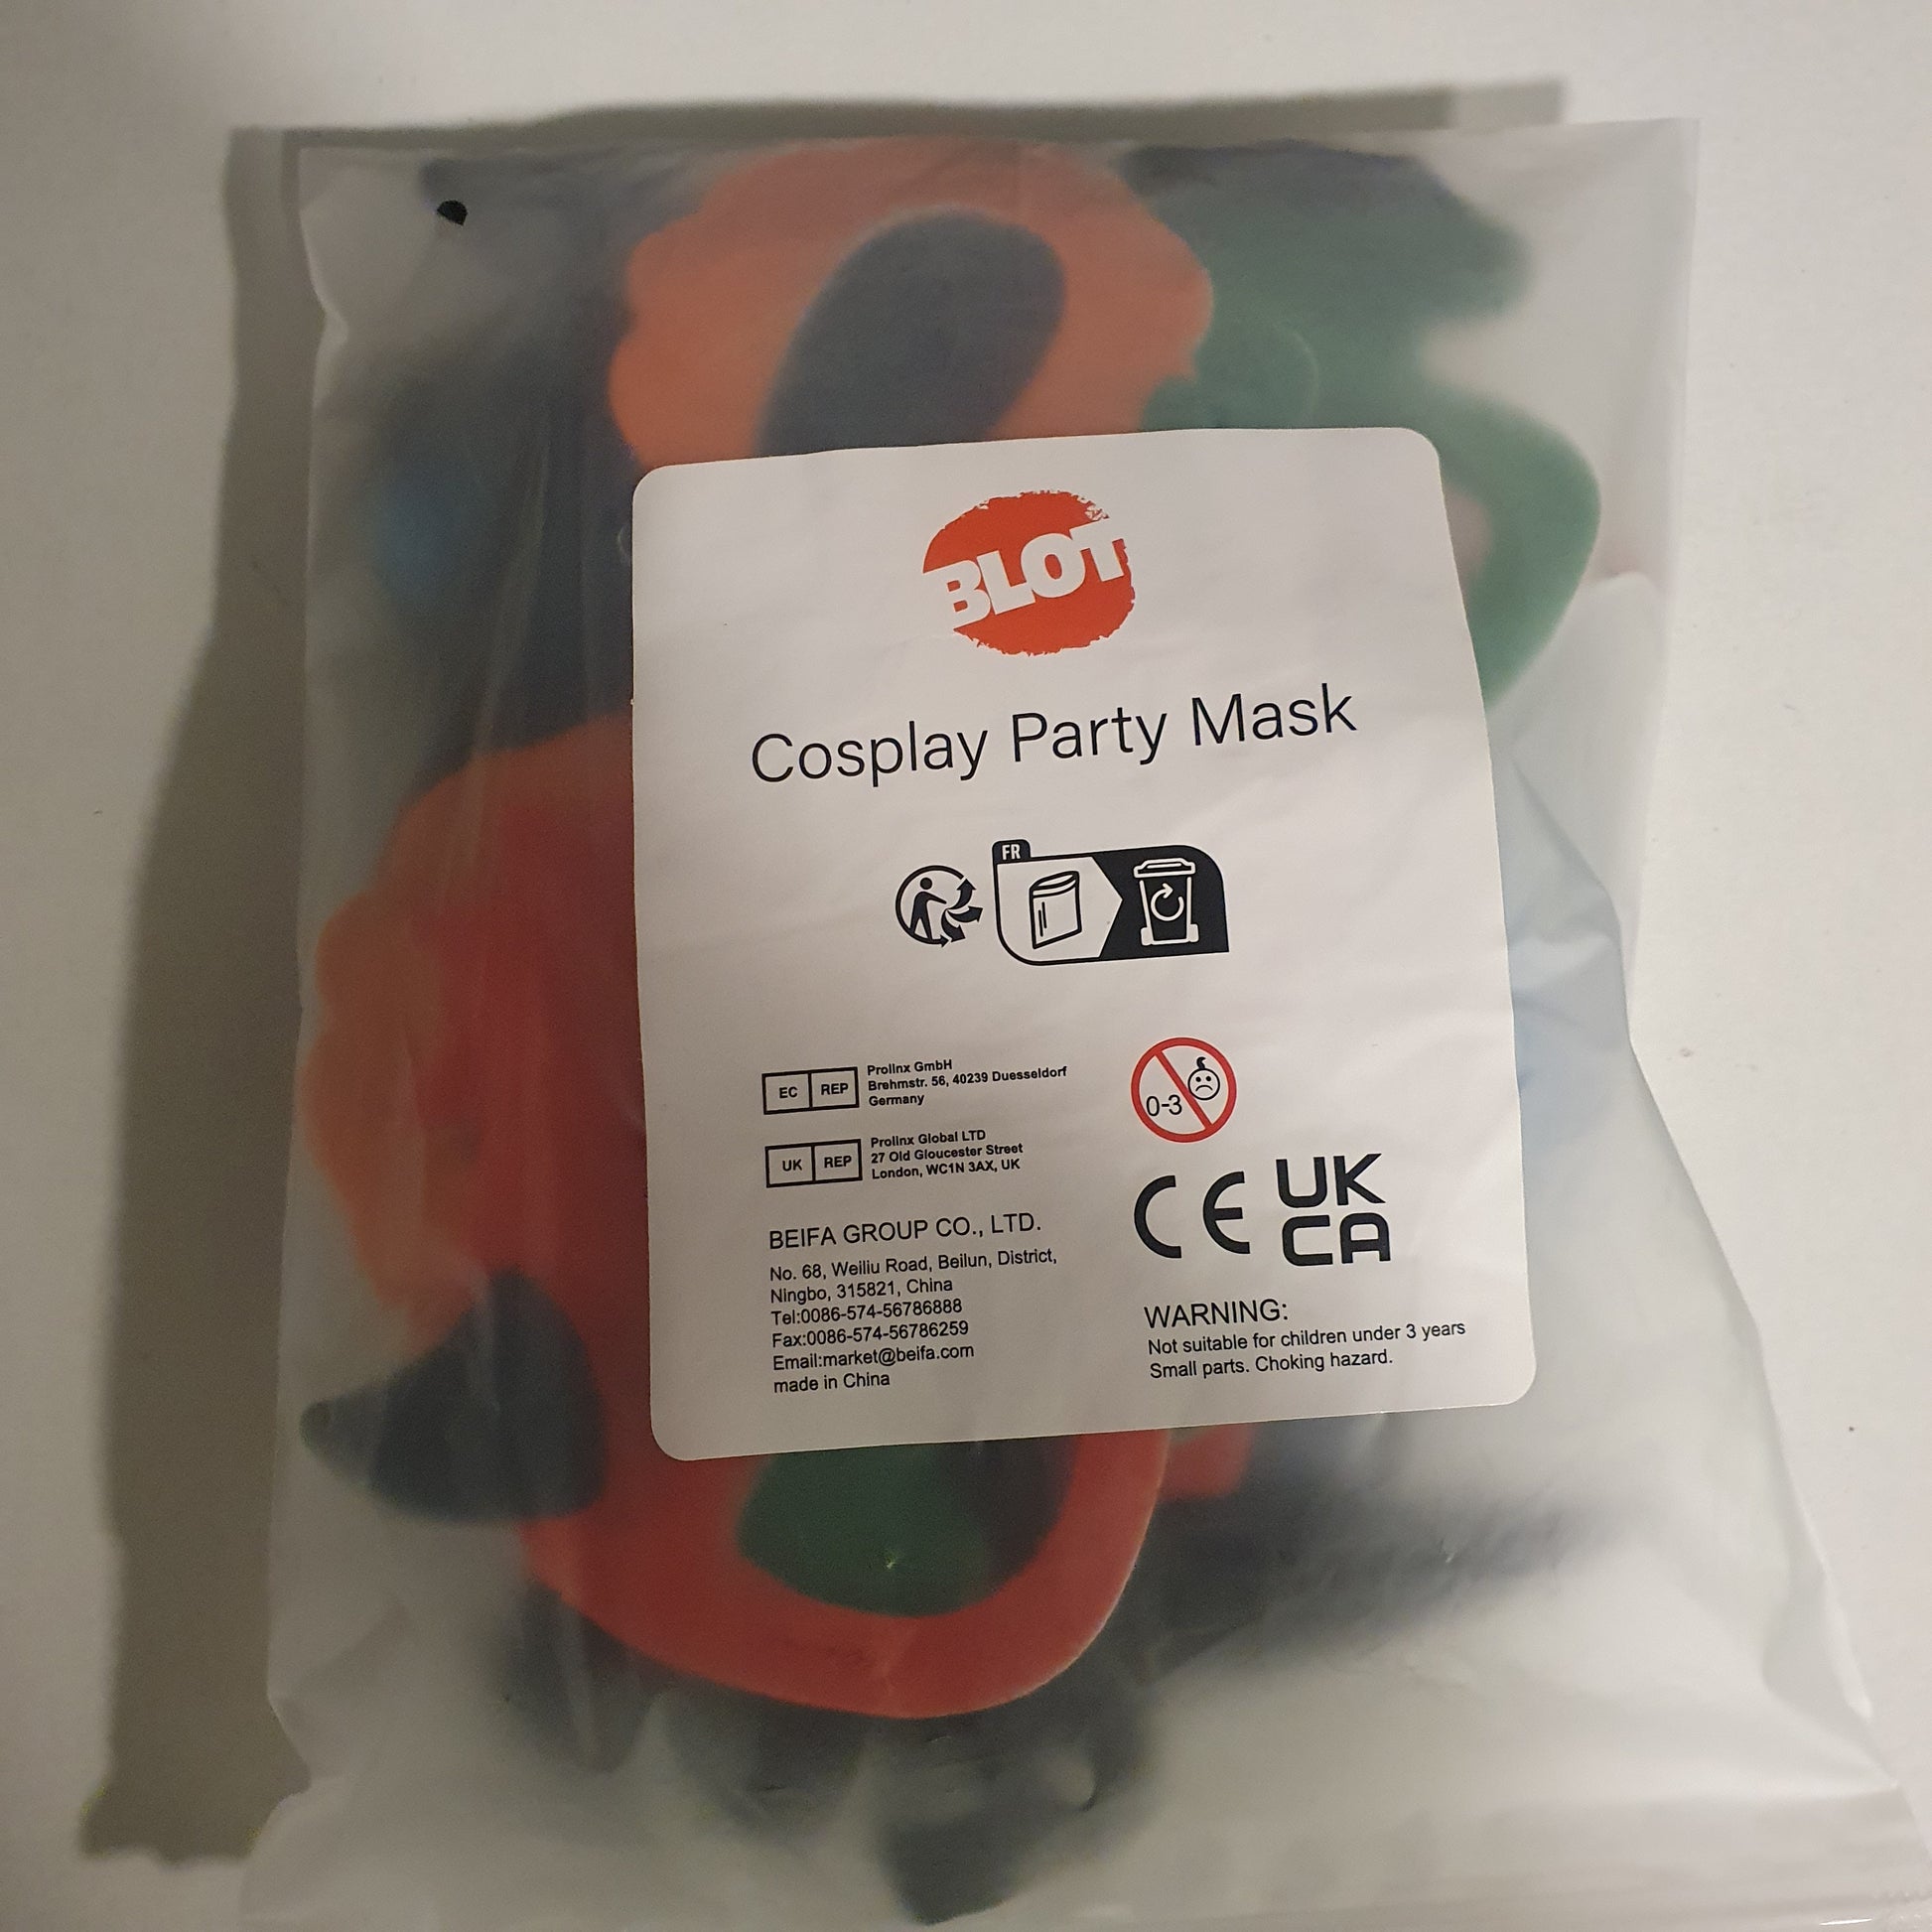 BLOT
Cosplay Party Mask
FR
EC REP
Prolinx GmbH
Brehmstr. 56, 40239 Duesseldorf
Germany
UK REP
Prolinx Global LTD
27 Old Gloucester Street
London, WC1N 3AX, UK
BEIFA GROUP CO., LTD.
No. 68, Weiliu Road, Beilun, District,
Ningbo, 315821, China
Tel:0086-574-56786888
Fax:0086-574-56786259
Email:market@beifa.com
made in China
0-3
CE
UK
CA
WARNING:
Not suitable for children under 3 years
Small parts. Choking hazard.